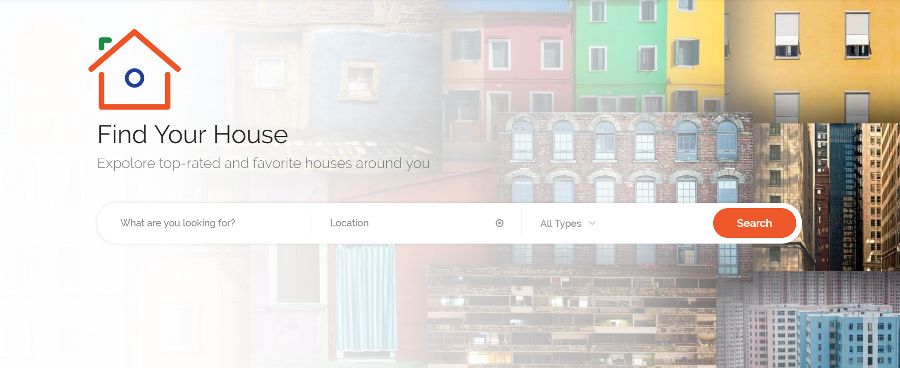 Find Your House
Expolore top-rated and favorite houses around you
What are you looking for?
Location
All Types
Search